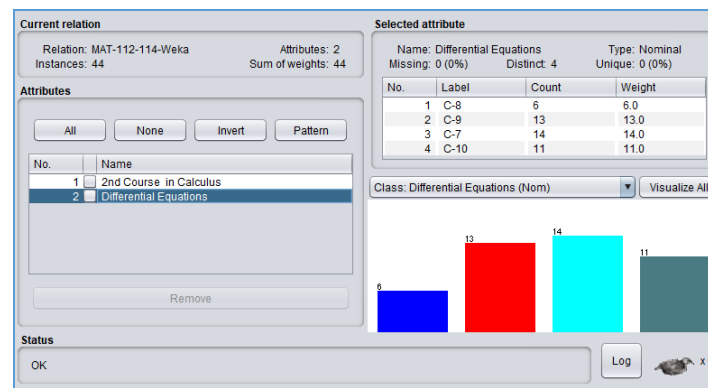 Current relation
Relation: MAT-112-114-Weka Attributes: 2
Instances: 44 Sum of weights: 44
Attributes
All None Invert Pattern
No. Name
1 2nd Course in Calculus
2 Differential Equations
Remove
Selected attribute
Name: Differential Equations Type: Nominal
Missing: 0 (0%) Distinct: 4 Unique: 0 (0%)
No. Label Count Weight
1 C-8 6 6.0
2 C-9 13 13.0
3 C-7 14 14.0
4 C-10 11 11.0
Class: Differential Equations (Nom) Visualize All
6 13 14 11
Status
OK Log x